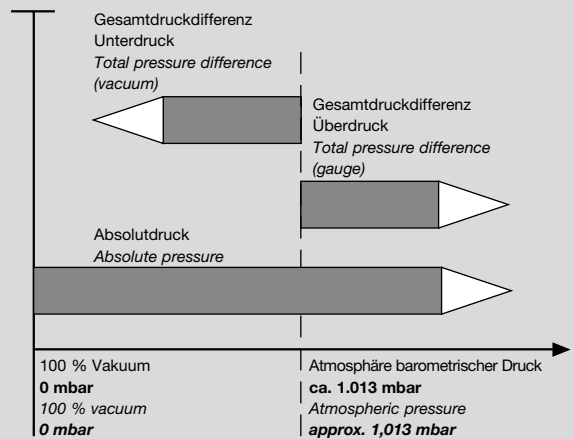 Gesamtdruckdifferenz
Unterdruck
Total pressure difference
(vacuum)
Gesamtdruckdifferenz
Überdruck
Total pressure difference
(gauge)
Absolutdruck
Absolute pressure
100 % Vakuum
0 mbar
100 % vacuum
0 mbar
Atmosphäre barometrischer Druck
ca. 1.013 mbar
Atmospheric pressure
approx. 1,013 mbar